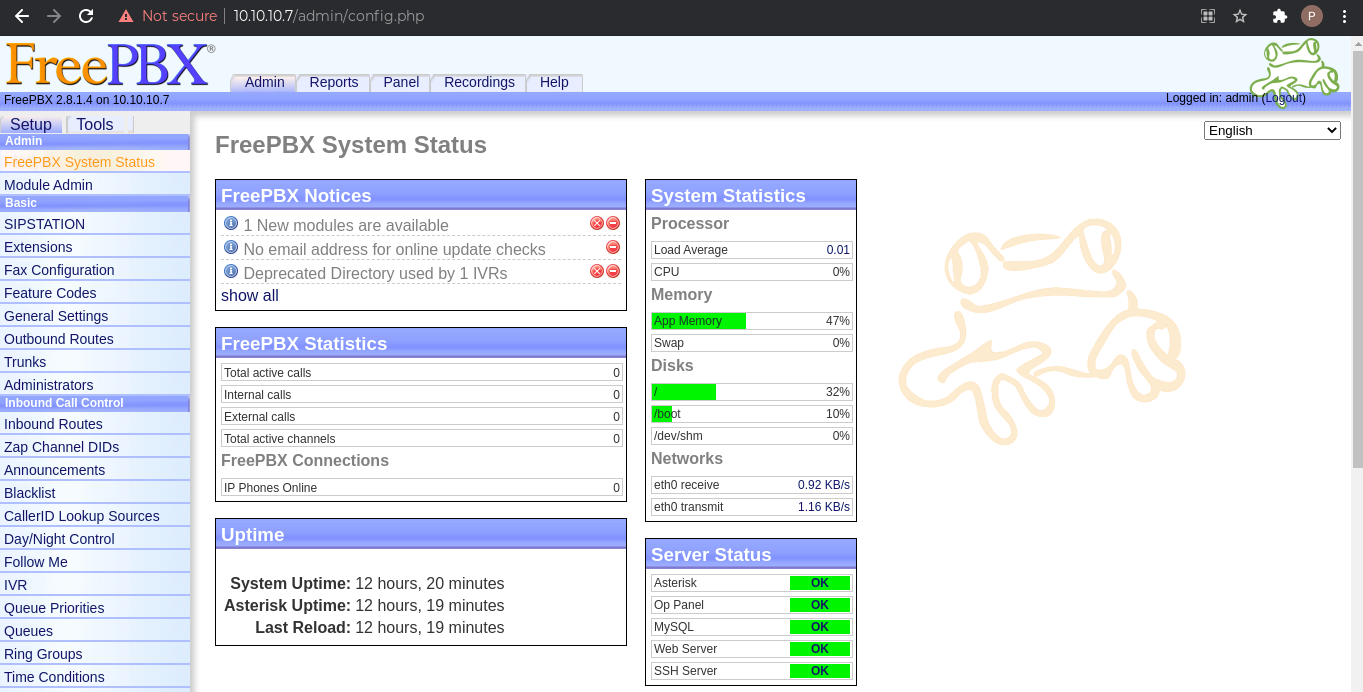 Not secure | 10.10.10.7/admin/config.php
P
FreePBX®
Admin Reports Panel Recordings Help
FreePBX 2.8.1.4 on 10.10.10.7
Logged in: admin (Logout)
Setup Tools
English
Admin
FreePBX System Status
Module Admin
Basic
SIPSTATION
Extensions
Fax Configuration
Feature Codes
General Settings
Outbound Routes
Trunks
Administrators
Inbound Call Control
Inbound Routes
Zap Channel DIDs
Announcements
Blacklist
CallerID Lookup Sources
Day/Night Control
Follow Me
IVR
Queue Priorities
Queues
Ring Groups
Time Conditions
FreePBX System Status
FreePBX Notices
1 New modules are available
No email address for online update checks
Deprecated Directory used by 1 IVRs
show all
FreePBX Statistics
Total active calls 0
Internal calls 0
External calls 0
Total active channels 0
FreePBX Connections
IP Phones Online 0
Uptime
System Uptime: 12 hours, 20 minutes
Asterisk Uptime: 12 hours, 19 minutes
Last Reload: 12 hours, 19 minutes
System Statistics
Processor
Load Average 0.01
CPU 0%
Memory
App Memory 47%
Swap 0%
Disks
/ 32%
/boot 10%
/dev/shm 0%
Networks
eth0 receive 0.92 KB/s
eth0 transmit 1.16 KB/s
Server Status
Asterisk OK
Op Panel OK
MySQL OK
Web Server OK
SSH Server OK